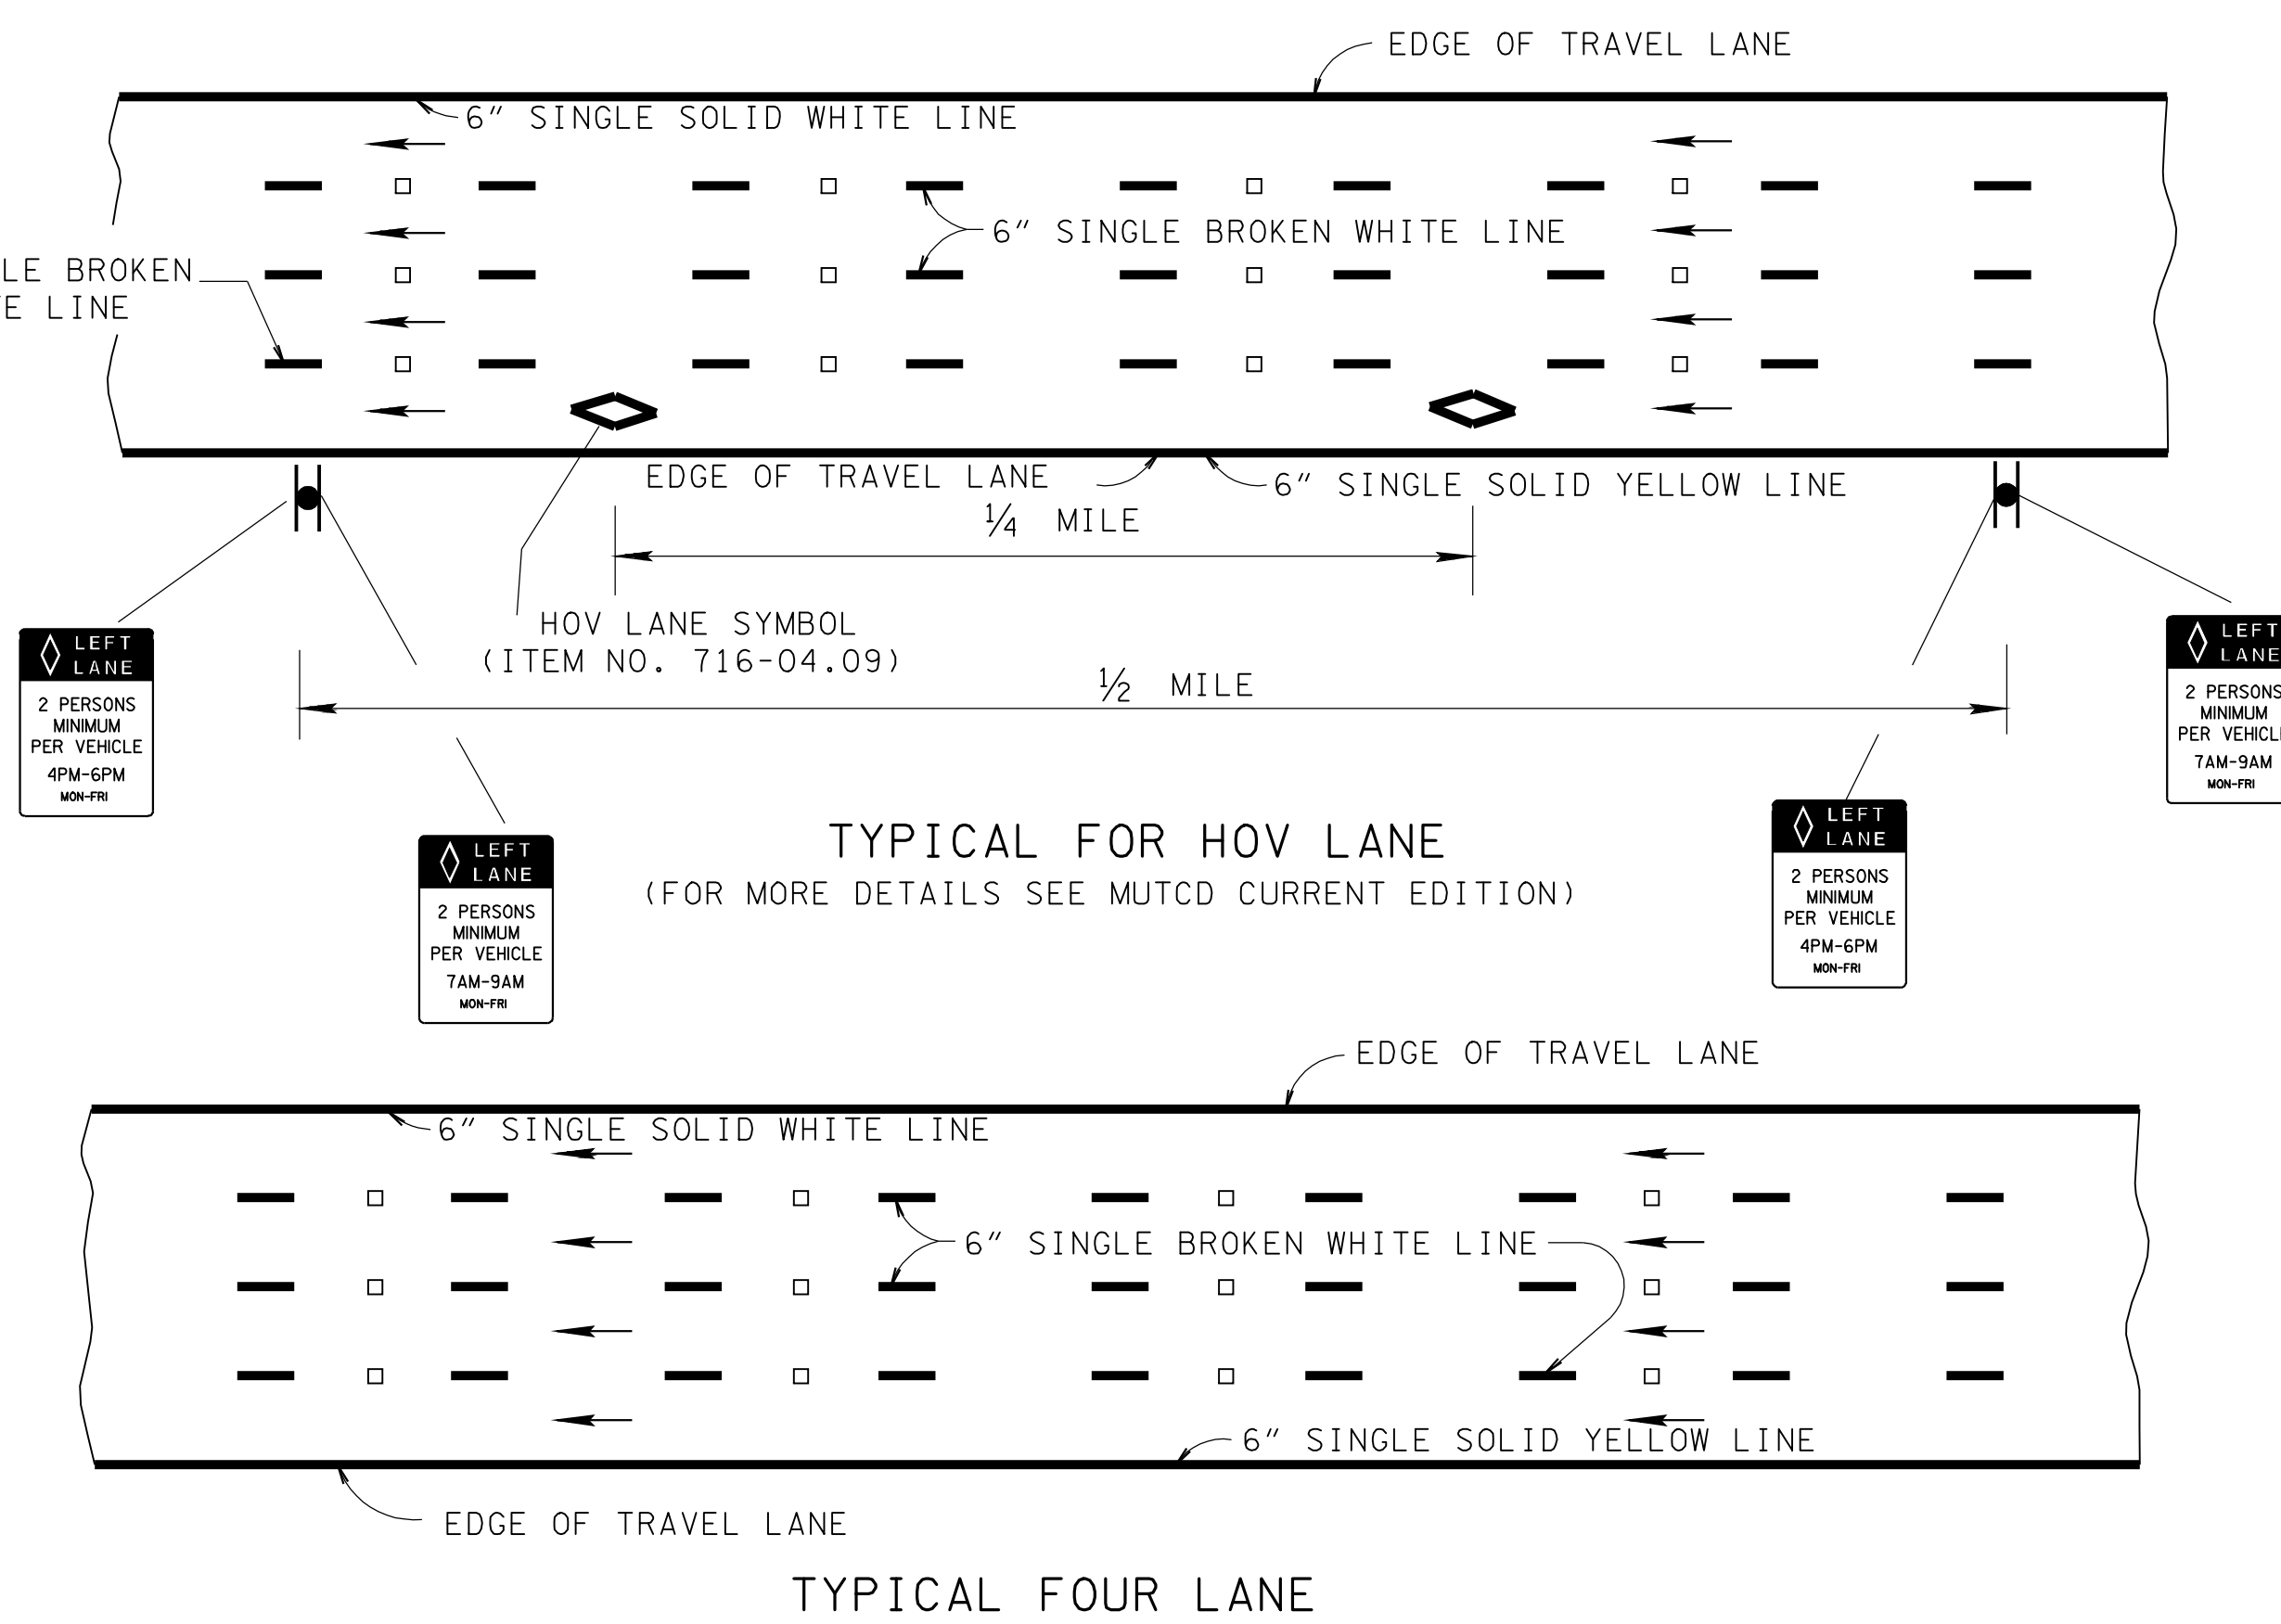 EDGE OF TRAVEL LANE
6" SINGLE SOLID WHITE LINE
6" SINGLE BROKEN WHITE LINE
BROKEN
LINE
EDGE OF TRAVEL LANE
6" SINGLE SOLID YELLOW LINE
1/4 MILE
HOV LANE SYMBOL
(ITEM NO. 716-04.09)
1/2 MILE
LEFT
LANE
2 PERSONS
MINIMUM
PER VEHICLE
4PM-6PM
MON-FRI
LEFT
LANE
2 PERSONS
MINIMUM
PER VEHICLE
7AM-9AM
MON-FRI
LEFT
LANE
2 PERSONS
MINIMUM
PER VEHICLE
4PM-6PM
MON-FRI
LEFT
LANE
2 PERSONS
MINIMUM
PER
7AM-9AM
MON-FRI
TYPICAL FOR HOV LANE
(FOR MORE DETAILS SEE MUTCD CURRENT EDITION)
EDGE OF TRAVEL LANE
6" SINGLE SOLID WHITE LINE
6" SINGLE BROKEN WHITE LINE
6" SINGLE SOLID YELLOW LINE
EDGE OF TRAVEL LANE
TYPICAL FOUR LANE